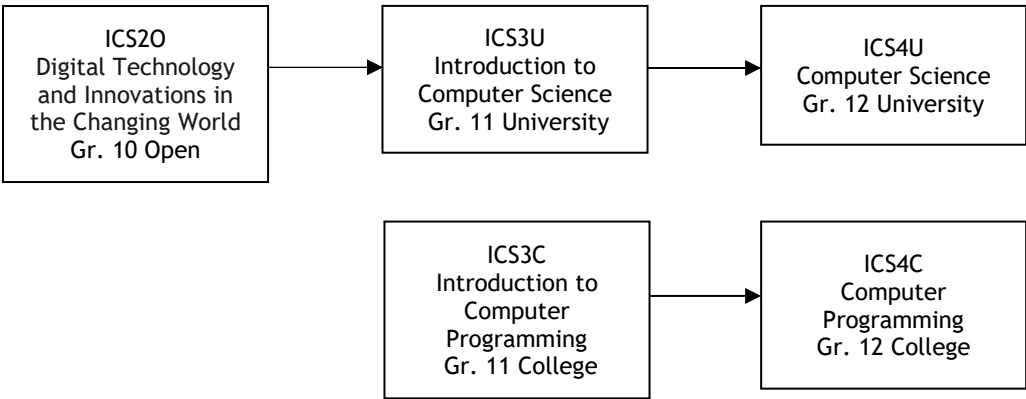 ICS2O
Digital Technology
and Innovations in
the Changing World
Gr. 10 Open
ICS3U
Introduction to
Computer Science
Gr. 11 University
ICS4U
Computer Science
Gr. 12 University
ICS3C
Introduction to
Computer
Programming
Gr. 11 College
ICS4C
Computer
Programming
Gr. 12 College